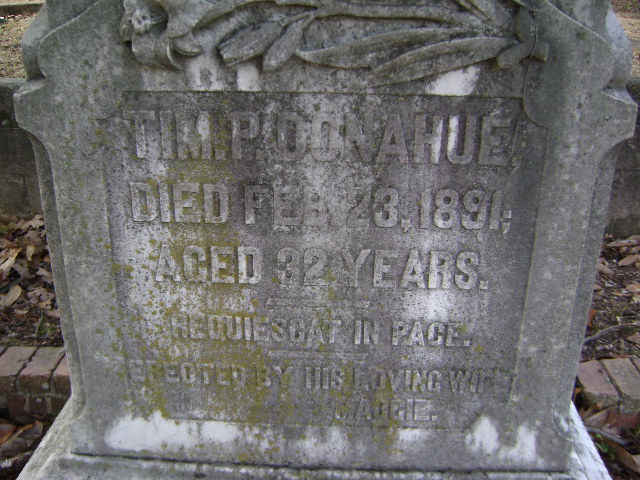 TIM. P. DONAHUE,
DIED FEB. 23, 1891;
AGED 32 YEARS.
REQUIESCAT IN PACE.
ERECTED BY HIS LOVING WIFE
MAGGIE.